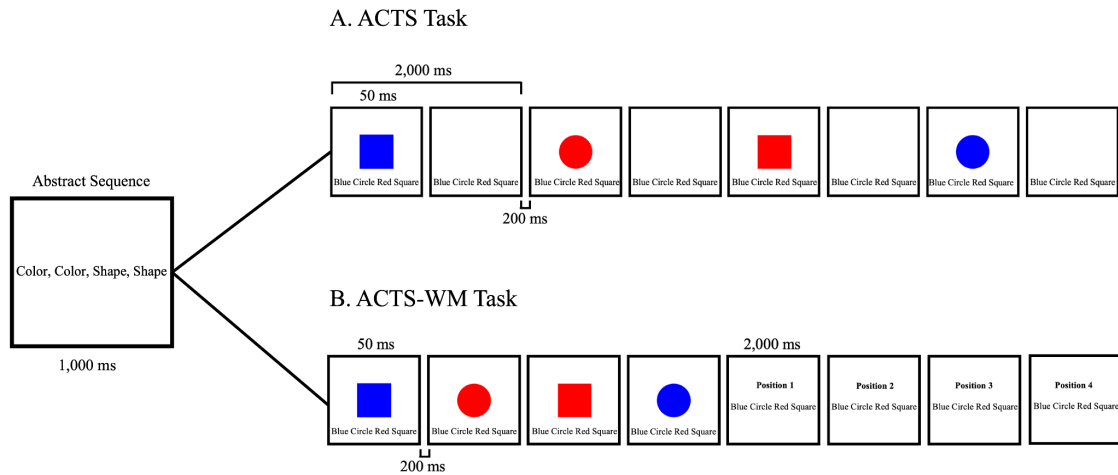 A. ACTS Task
2,000 ms
50 ms
Blue Circle Red Square
Blue Circle Red Square
Blue Circle Red Square
Blue Circle Red Square
Blue Circle Red Square
Blue Circle Red Square
Blue Circle Red Square
Blue Circle Red Square
200 ms
Abstract Sequence
Color, Color, Shape, Shape
1,000 ms
B. ACTS-WM Task
50 ms
2,000 ms
Blue Circle Red Square
Blue Circle Red Square
Blue Circle Red Square
Blue Circle Red Square
Position 1
Blue Circle Red Square
Position 2
Blue Circle Red Square
Position 3
Blue Circle Red Square
Position 4
Blue Circle Red Square
200 ms